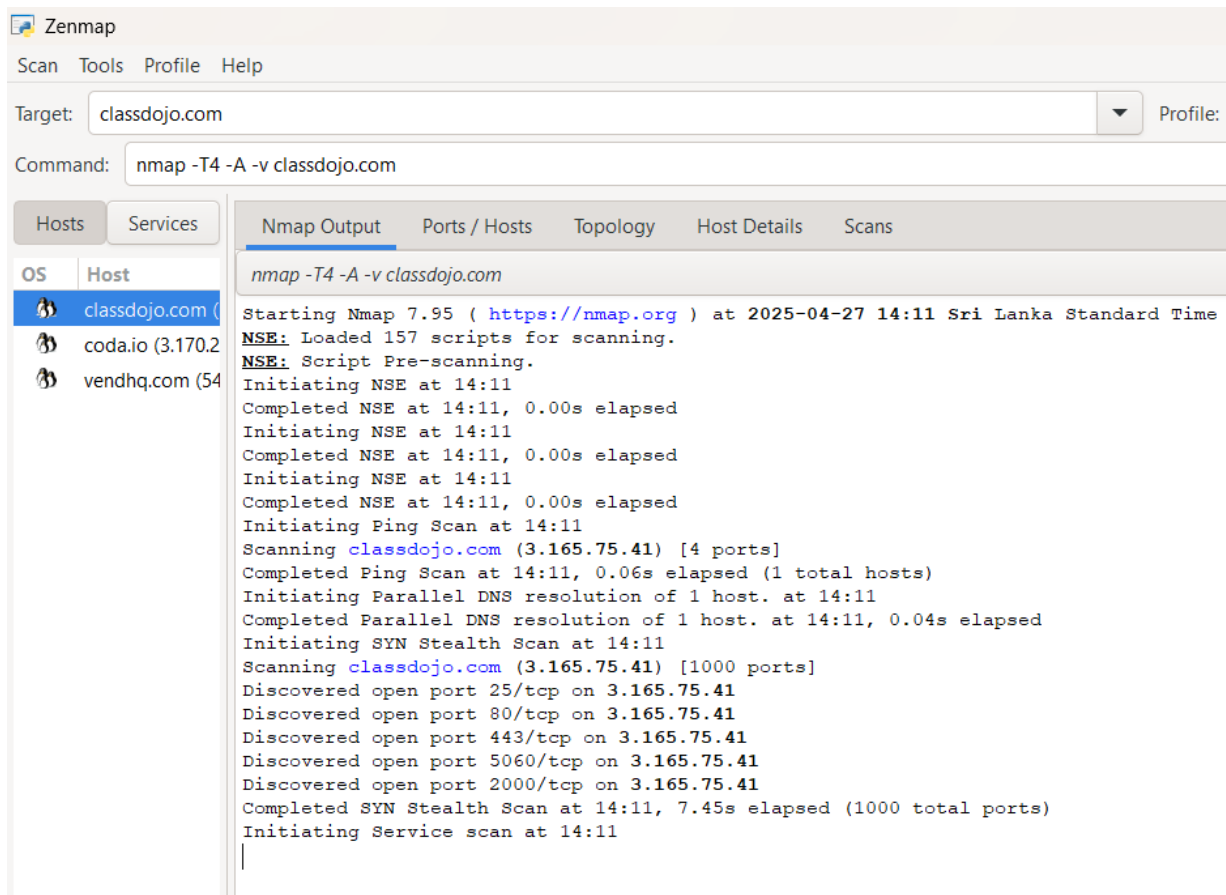 Zenmap
Scan Tools Profile Help
Target: classdojo.com Profile:
Command: nmap -T4 -A -v classdojo.com
Hosts Services
OS Host
classdojo.com (
coda.io (3.170.2
vendhq.com (54
Nmap Output Ports / Hosts Topology Host Details Scans
nmap -T4 -A -v classdojo.com
Starting Nmap 7.95 ( https://nmap.org ) at 2025-04-27 14:11 Sri Lanka Standard Time
NSE: Loaded 157 scripts for scanning.
NSE: Script Pre-scanning.
Initiating NSE at 14:11
Completed NSE at 14:11, 0.00s elapsed
Initiating NSE at 14:11
Completed NSE at 14:11, 0.00s elapsed
Initiating NSE at 14:11
Completed NSE at 14:11, 0.00s elapsed
Initiating Ping Scan at 14:11
Scanning classdojo.com (3.165.75.41) [4 ports]
Completed Ping Scan at 14:11, 0.06s elapsed (1 total hosts)
Initiating Parallel DNS resolution of 1 host. at 14:11
Completed Parallel DNS resolution of 1 host. at 14:11, 0.04s elapsed
Initiating SYN Stealth Scan at 14:11
Scanning classdojo.com (3.165.75.41) [1000 ports]
Discovered open port 25/tcp on 3.165.75.41
Discovered open port 80/tcp on 3.165.75.41
Discovered open port 443/tcp on 3.165.75.41
Discovered open port 5060/tcp on 3.165.75.41
Discovered open port 2000/tcp on 3.165.75.41
Completed SYN Stealth Scan at 14:11, 7.45s elapsed (1000 total ports)
Initiating Service scan at 14:11